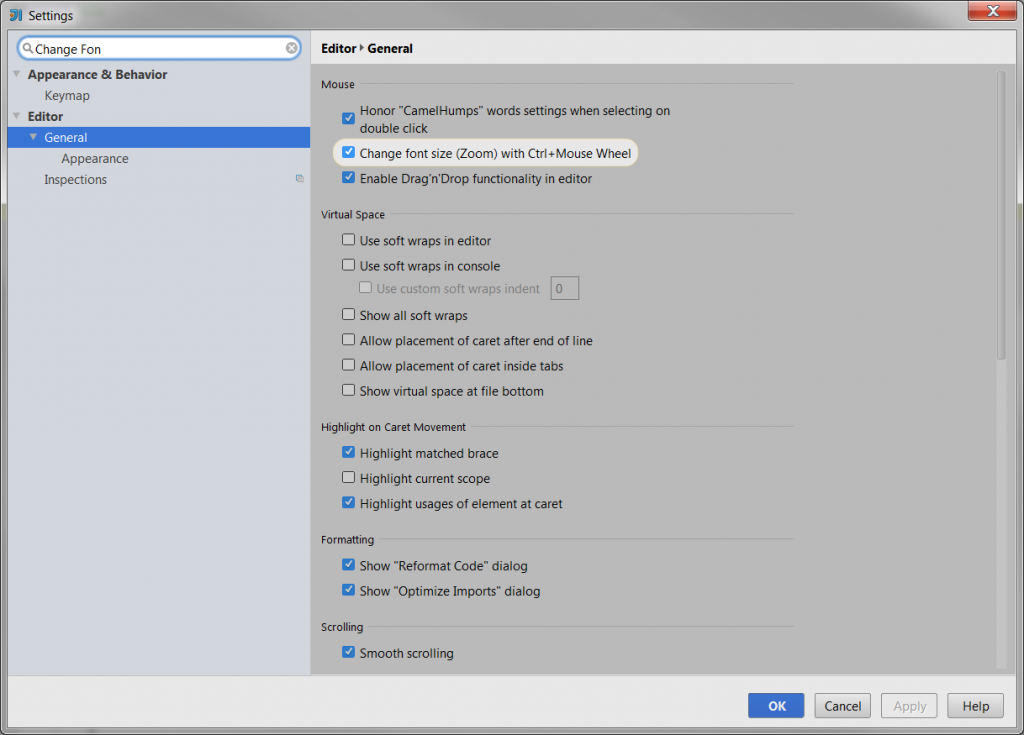 Settings
Change Fon
Appearance & Behavior
Keymap
Editor
General
Appearance
Inspections
Editor General
Mouse
Honor "CamelHumps" words settings when selecting on
double click
Change font size (Zoom) with Ctrl+Mouse Wheel
Enable Drag'n'Drop functionality in editor
Virtual Space
Use soft wraps in editor
Use soft wraps in console
Use custom soft wraps indent 0
Show all soft wraps
Allow placement of caret after end of line
Allow placement of caret inside tabs
Show virtual space at file bottom
Highlight on Caret Movement
Highlight matched brace
Highlight current scope
Highlight usages of element at caret
Formatting
Show "Reformat Code" dialog
Show "Optimize Imports" dialog
Scrolling
Smooth scrolling
OK Cancel Apply Help